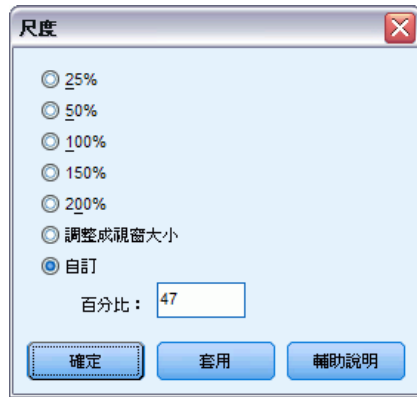 尺度
25%
50%
100%
150%
200%
調整成視窗大小
自訂
百分比： 47
確定 套用 輔助說明